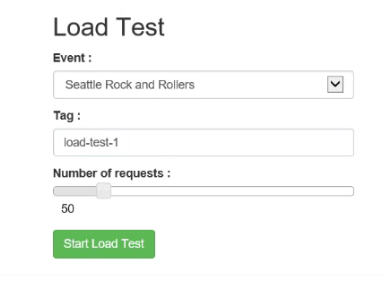 Load Test
Event :
Seattle Rock and Rollers
Tag :
load-test-1
Number of requests :
50
Start Load Test